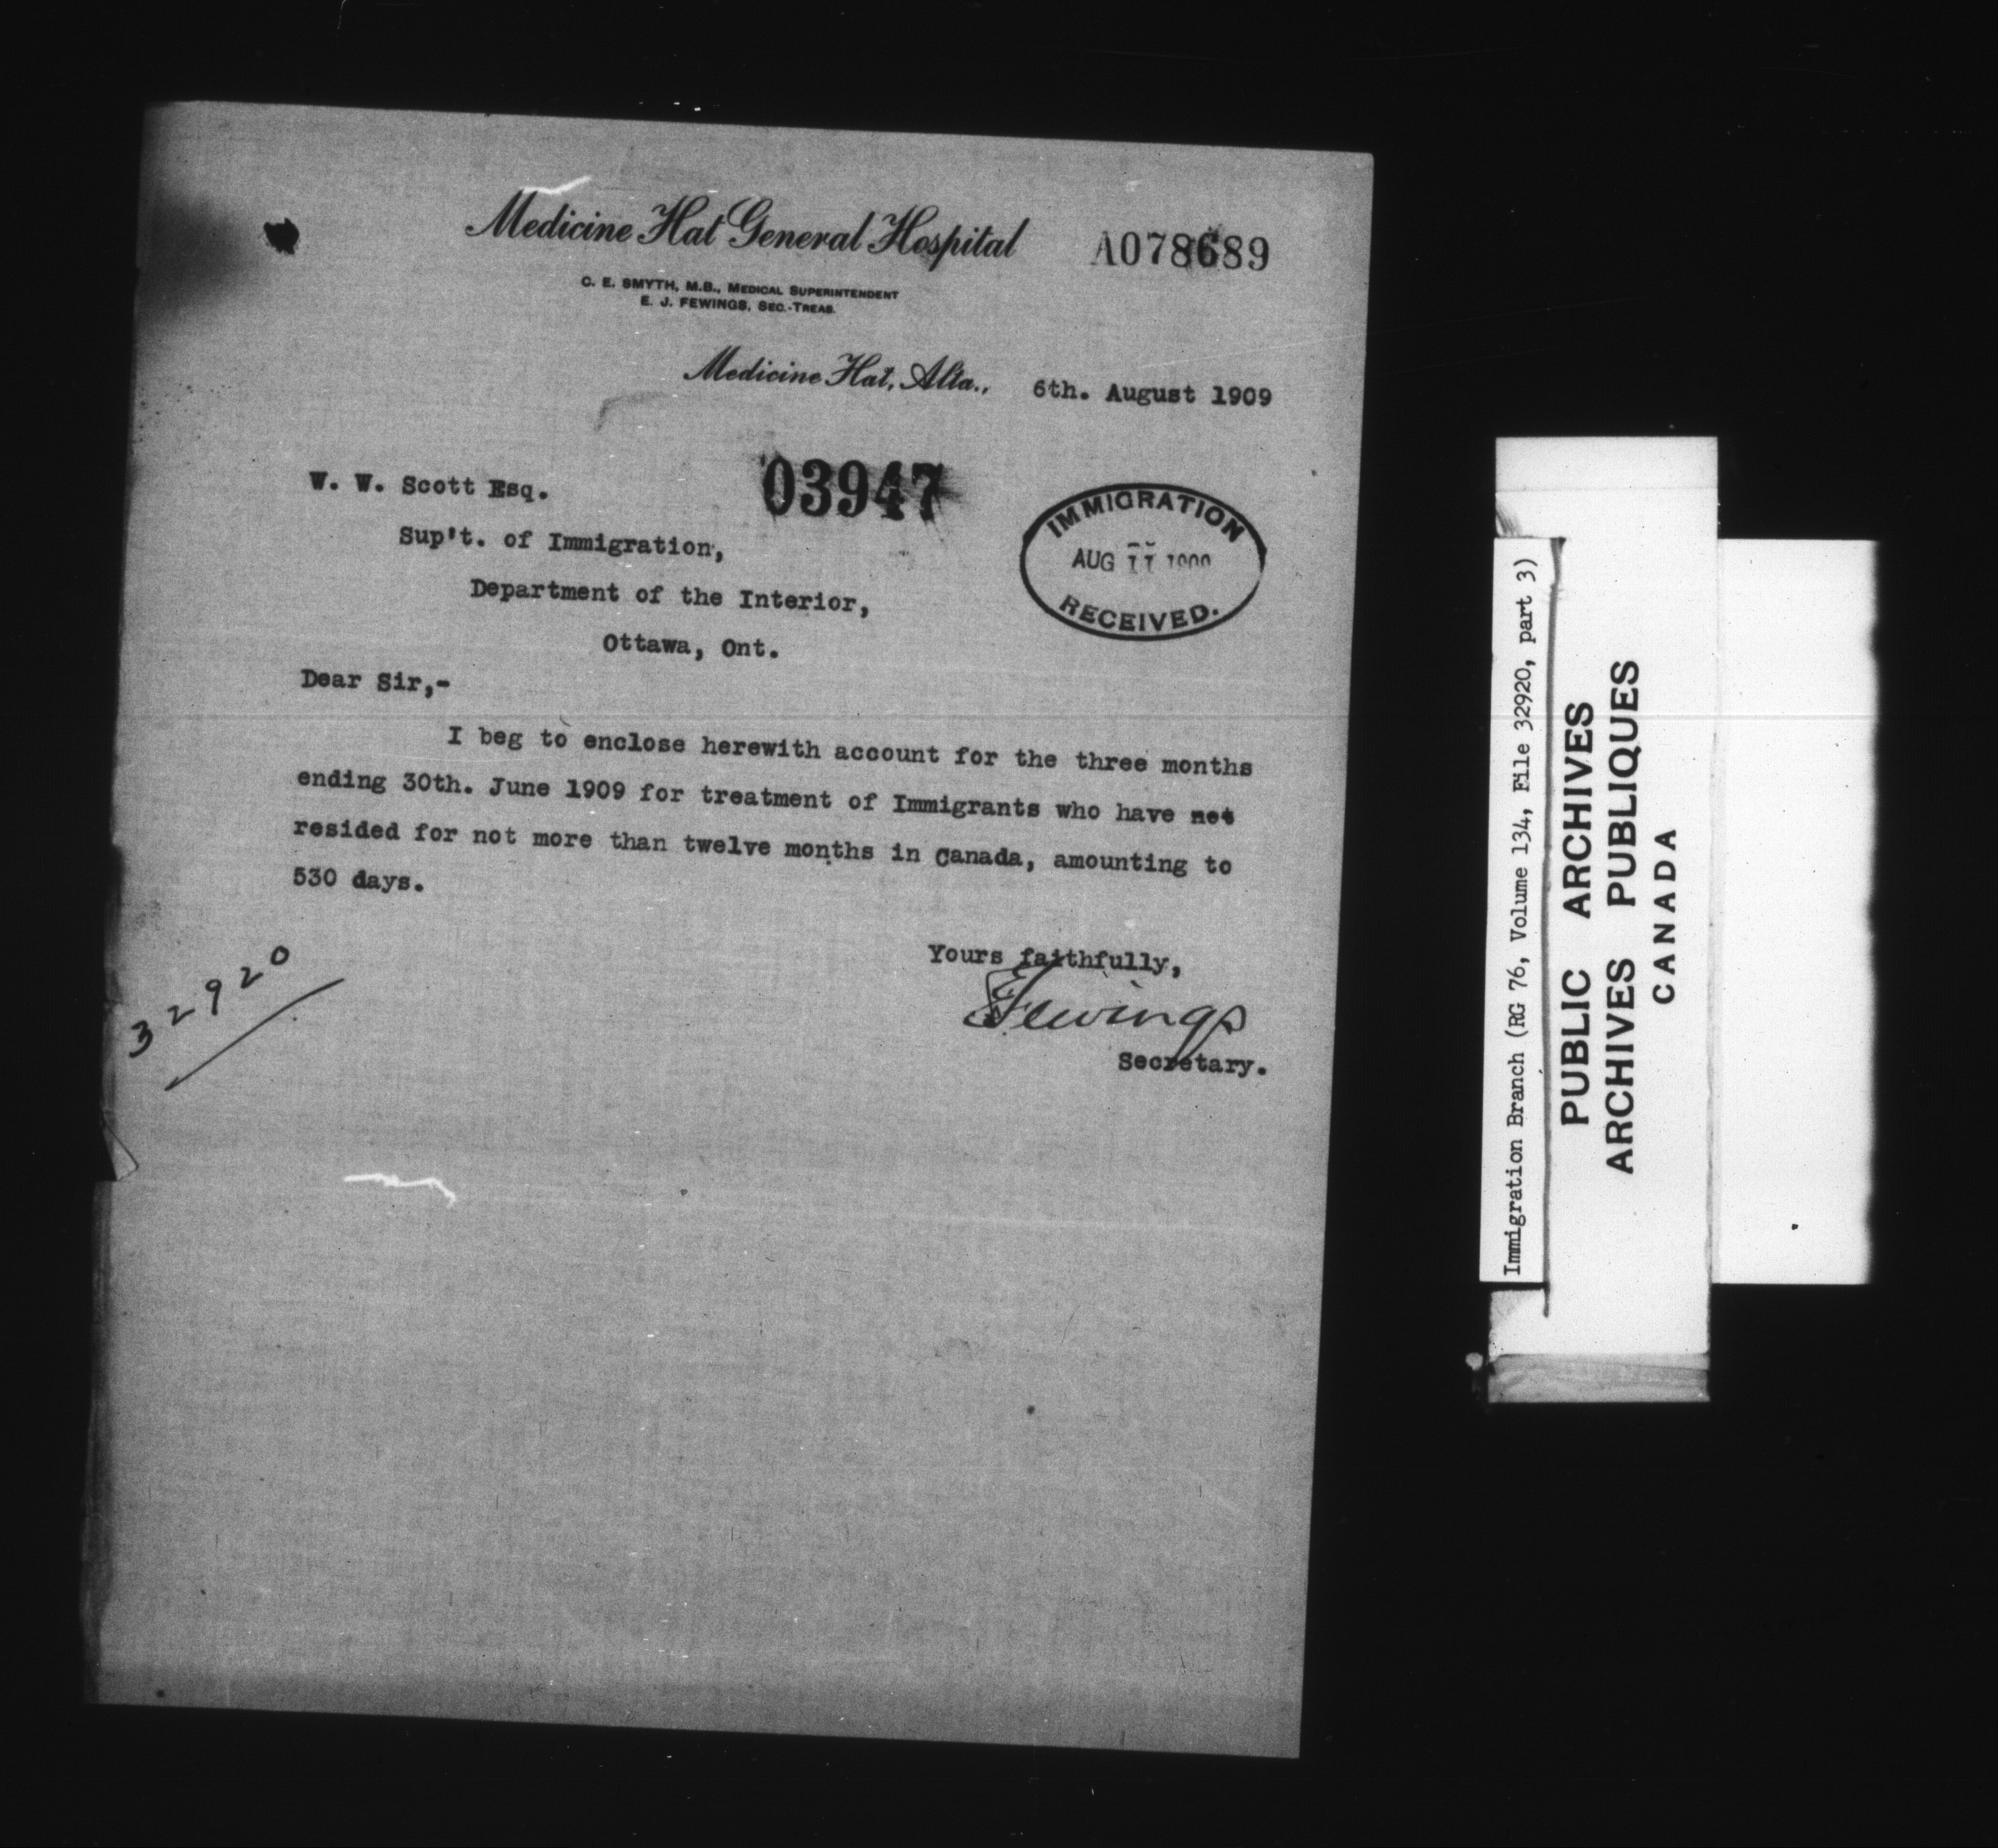 Medicine Hat General Hospital
A078689
C. E. SMYTH, M.B., MEDICAL SUPERINTENDENT
E. J. FEWINGS, SEC.-TREAS.
Medicine Hat, Alta., 6th. August 1909
03947
W. W. Scott Esq.
Sup't. of Immigration,
Department of the Interior,
Ottawa, Ont.
IMMIGRATION
AUG 11 1909
RECEIVED.
Dear Sir,-
I beg to enclose herewith account for the three months
ending 30th. June 1909 for treatment of Immigrants who have not
resided for not more than twelve months in Canada, amounting to
530 days.
Yours faithfully,
Fewings
Secretary.
32920
Immigration Branch (RG 76, Volume 134, File 32920, part 3)
PUBLIC ARCHIVES
ARCHIVES PUBLIQUES
CANADA